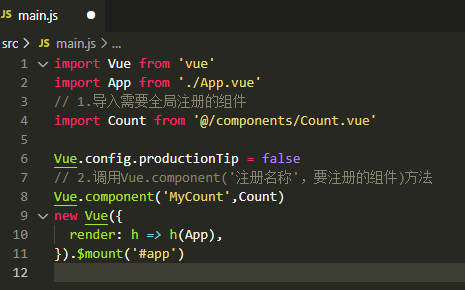 JS main.js
src > JS main.js > ...
1 import Vue from 'vue'
2 import App from './App.vue'
3 // 1.导入需要全局注册的组件
4 import Count from '@/components/Count.vue'
5
6 Vue.config.productionTip = false
7 // 2.调用Vue.component('注册名称', 要注册的组件)方法
8 Vue.component('MyCount',Count)
9 new Vue({
10 render: h => h(App),
11 }).$mount('#app')
12